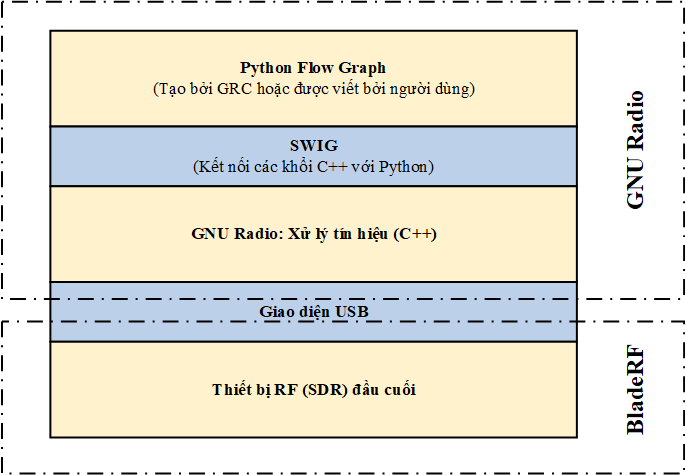 Python Flow Graph
(Tạo bởi GRC hoặc được viết bởi người dùng)
SWIG
(Kết nối các khối C++ với Python)
GNU Radio: Xử lý tín hiệu (C++)
Giao diện USB
Thiết bị RF (SDR) đầu cuối
GNU Radio
BladeRF